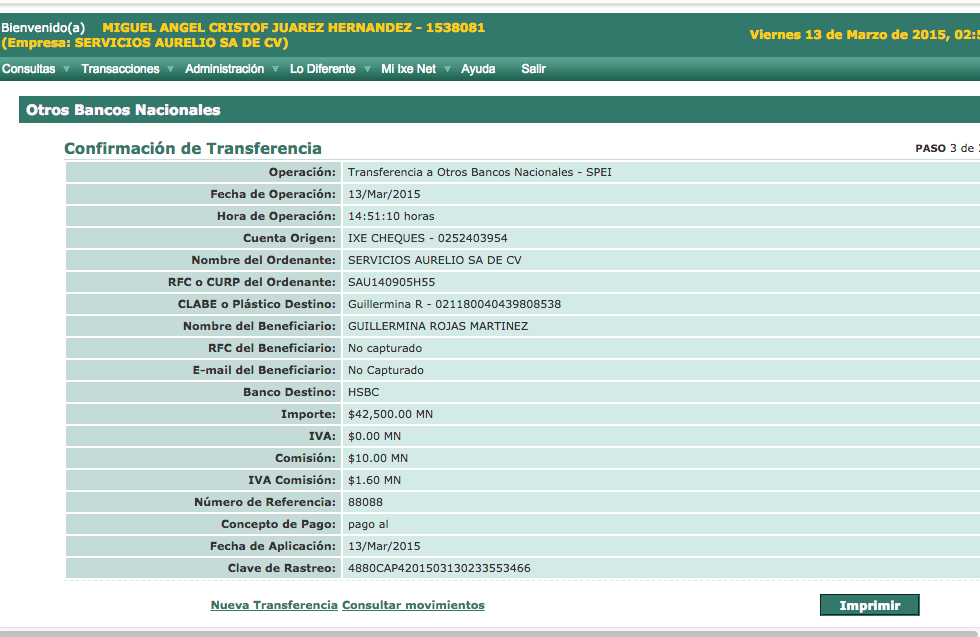 Bienvenido(a) MIGUEL ANGEL CRISTOF JUAREZ HERNANDEZ - 1538081
(Empresa: SERVICIOS AURELIO SA DE CV)
Viernes 13 de Marzo de 2015, 02:5
Consultas Transacciones Administración Lo Diferente Mi Ixe Net Ayuda Salir
Otros Bancos Nacionales
Confirmación de Transferencia PASO 3 de
Operación: Transferencia a Otros Bancos Nacionales - SPEI
Fecha de Operación: 13/Mar/2015
Hora de Operación: 14:51:10 horas
Cuenta Origen: IXE CHEQUES - 0252403954
Nombre del Ordenante: SERVICIOS AURELIO SA DE CV
RFC o CURP del Ordenante: SAU140905H55
CLABE o Plástico Destino: Guillermina R - 021180040439808538
Nombre del Beneficiario: GUILLERMINA ROJAS MARTINEZ
RFC del Beneficiario: No capturado
E-mail del Beneficiario: No Capturado
Banco Destino: HSBC
Importe: $42,500.00 MN
IVA: $0.00 MN
Comisión: $10.00 MN
IVA Comisión: $1.60 MN
Número de Referencia: 88088
Concepto de Pago: pago al
Fecha de Aplicación: 13/Mar/2015
Clave de Rastreo: 4880CAP4201503130233553466
Nueva Transferencia Consultar movimientos Imprimir